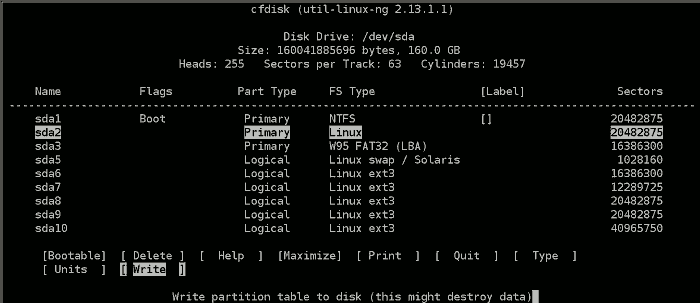 cfdisk (util-linux-ng 2.13.1.1)
Disk Drive: /dev/sda
Size: 160041885696 bytes, 160.0 GB
Heads: 255   Sectors per Track: 63   Cylinders: 19457
Name   Flags   Part Type   FS Type   [Label]   Sectors
sda1   Boot   Primary   NTFS   []   20482875
sda2   Primary   Linux   20482875
sda3   Primary   W95 FAT32 (LBA)   16386300
sda5   Logical   Linux swap / Solaris   1028160
sda6   Logical   Linux ext3   16386300
sda7   Logical   Linux ext3   12289725
sda8   Logical   Linux ext3   20482875
sda9   Logical   Linux ext3   20482875
sda10   Logical   Linux ext3   40965750
[Bootable]  [ Delete ]  [  Help  ]  [Maximize]  [ Print  ]  [  Quit  ]  [  Type  ]
[ Units  ]  [ Write  ]
Write partition table to disk (this might destroy data)